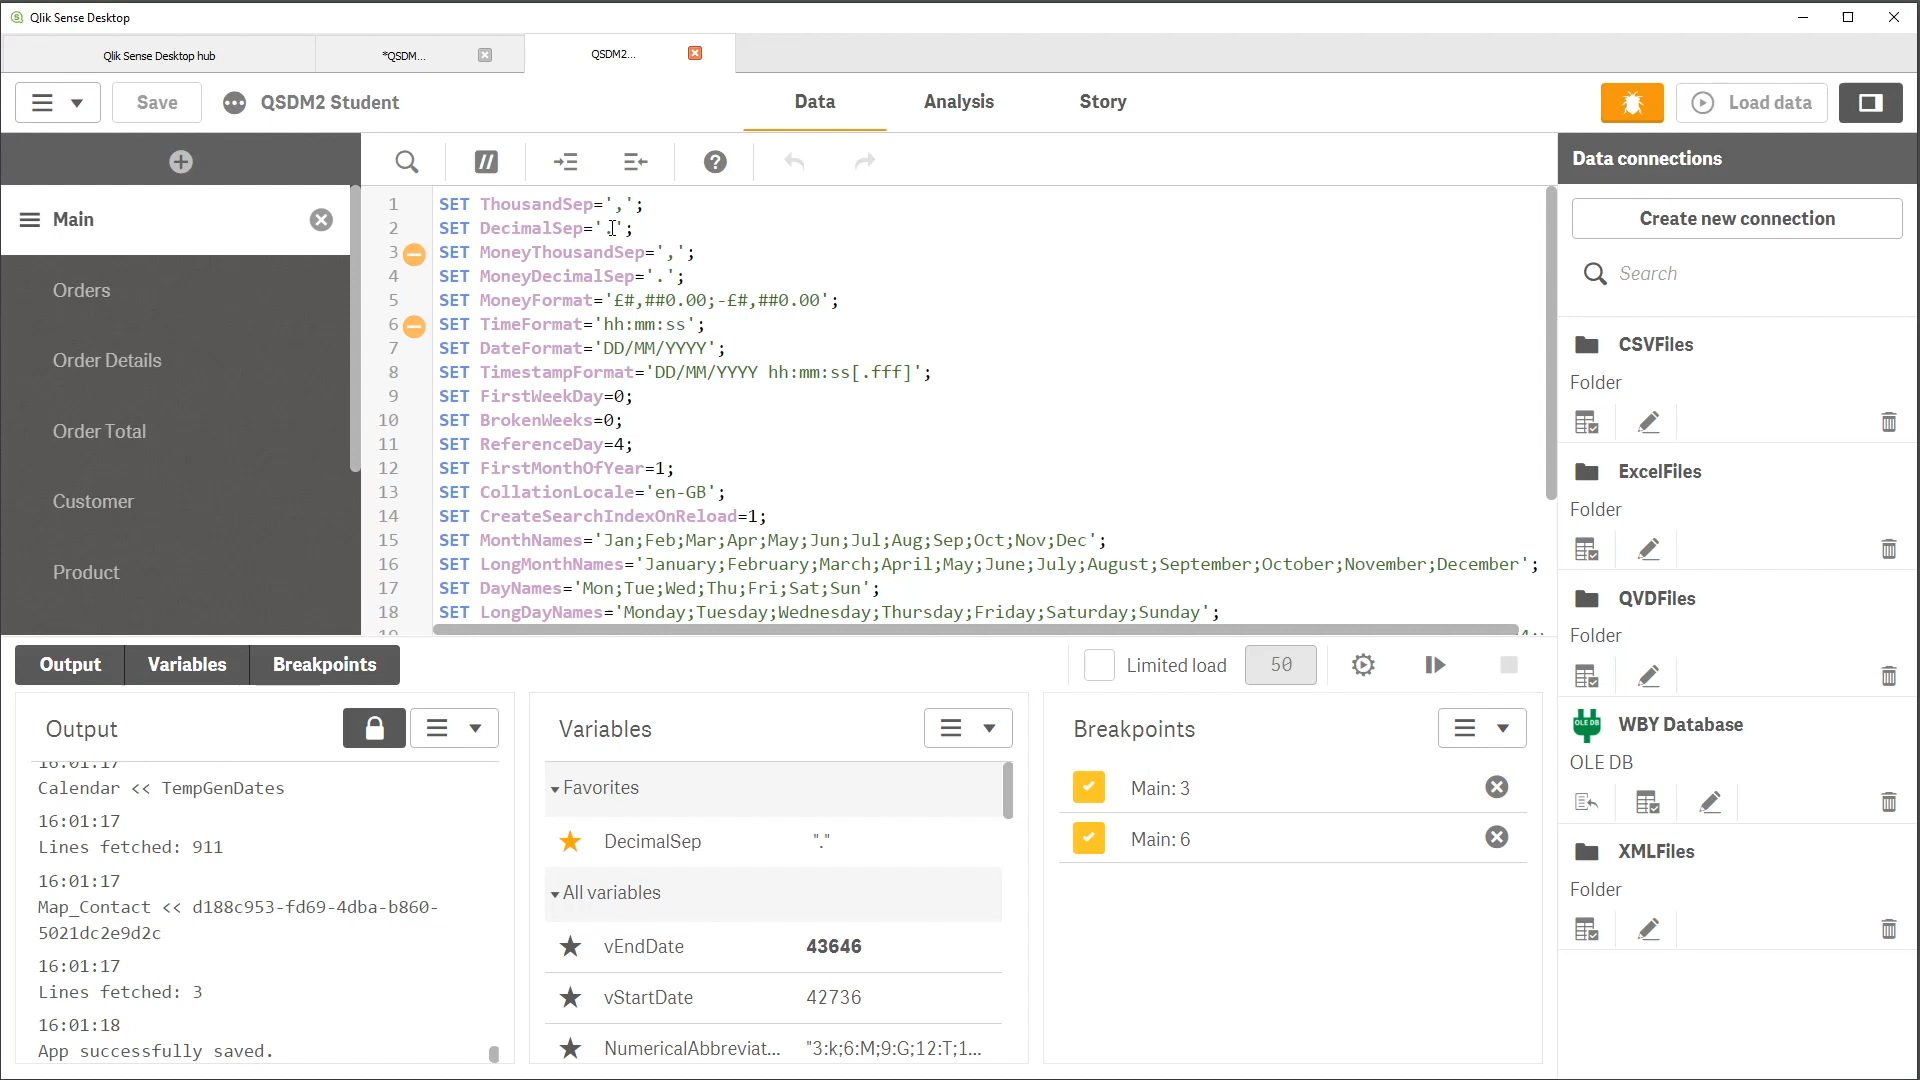 Qlik Sense Desktop
Qlik Sense Desktop hub
*QSDM...
QSDM2...
Save
QSDM2 Student
Data
Analysis
Story
Load data
Main
Orders
Order Details
Order Total
Customer
Product
1 SET ThousandSep=',';
2 SET DecimalSep='.';
3 SET MoneyThousandSep=',';
4 SET MoneyDecimalSep='.';
5 SET MoneyFormat='£#,##0.00;-£#,##0.00';
6 SET TimeFormat='hh:mm:ss';
7 SET DateFormat='DD/MM/YYYY';
8 SET TimestampFormat='DD/MM/YYYY hh:mm:ss[.fff]';
9 SET FirstWeekDay=0;
10 SET BrokenWeeks=0;
11 SET ReferenceDay=4;
12 SET FirstMonthOfYear=1;
13 SET CollationLocale='en-GB';
14 SET CreateSearchIndexOnReload=1;
15 SET MonthNames='Jan;Feb;Mar;Apr;May;Jun;Jul;Aug;Sep;Oct;Nov;Dec';
16 SET LongMonthNames='January;February;March;April;May;June;July;August;September;October;November;December';
17 SET DayNames='Mon;Tue;Wed;Thu;Fri;Sat;Sun';
18 SET LongDayNames='Monday;Tuesday;Wednesday;Thursday;Friday;Saturday;Sunday';
Data connections
Create new connection
Search
CSVFiles
Folder
ExcelFiles
Folder
QVDFiles
Folder
OLE DB
WBY Database
OLE DB
XMLFiles
Folder
Output
Variables
Breakpoints
Limited load
50
Output
16:01:17
Calendar << TempGenDates
16:01:17
Lines fetched: 911
16:01:17
Map_Contact << d188c953-fd69-4dba-b860-
5021dc2e9d2c
16:01:17
Lines fetched: 3
16:01:18
App successfully saved.
Variables
Favorites
DecimalSep "."
All variables
vEndDate 43646
vStartDate 42736
NumericalAbbreviat... "3:k;6:M;9:G;12:T;1...
Breakpoints
Main: 3
Main: 6